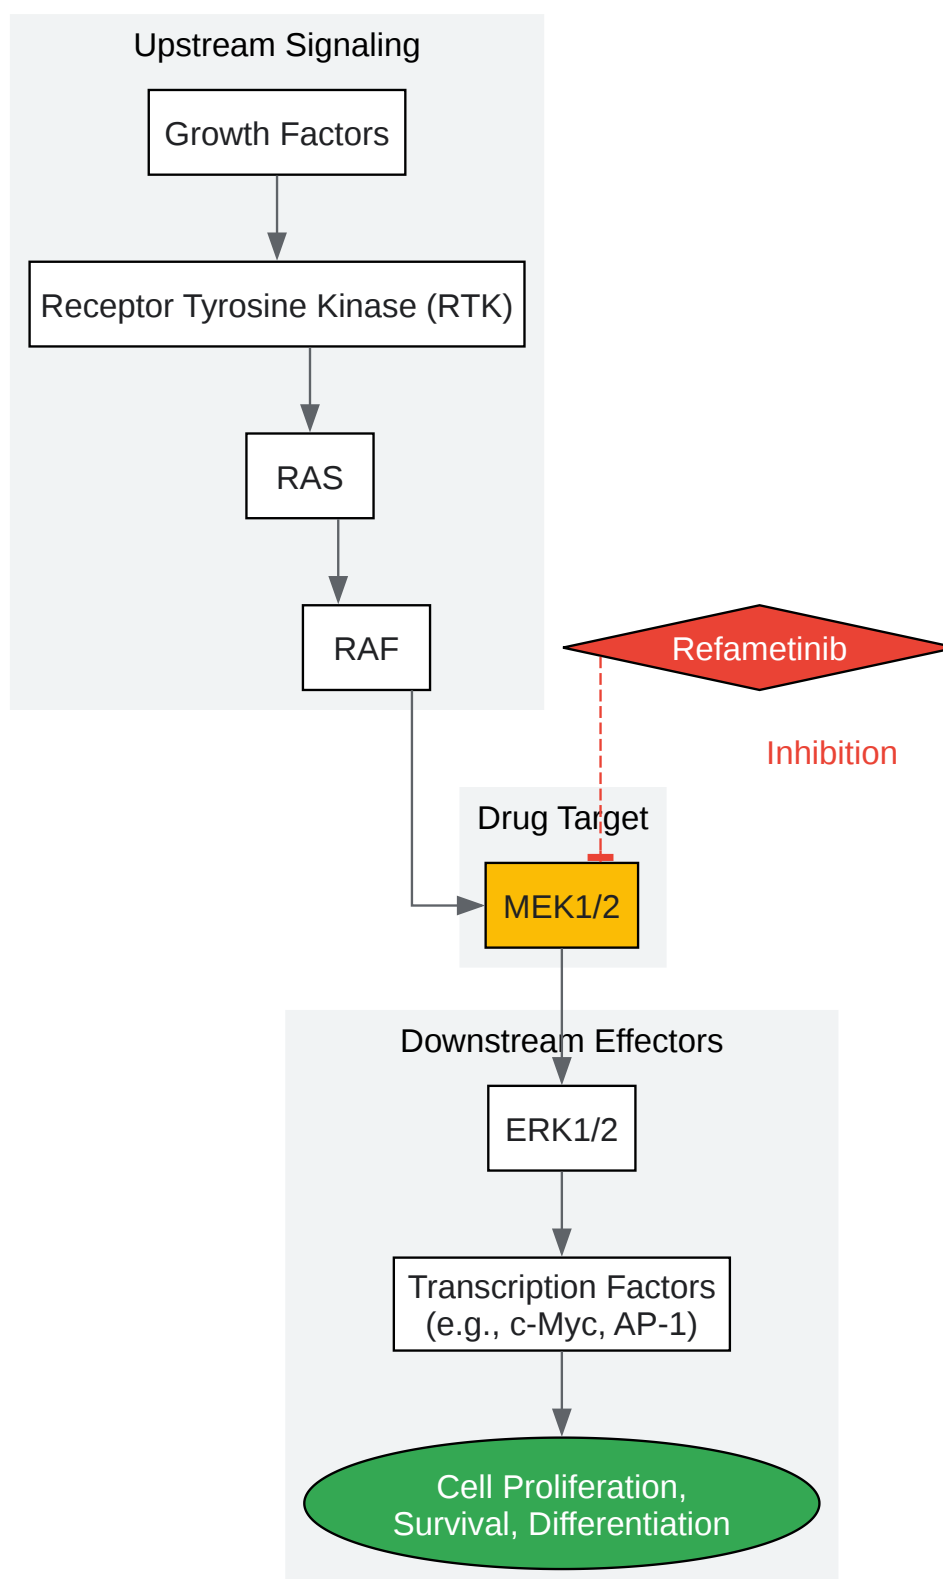 Upstream Signaling
Growth Factors
Receptor Tyrosine Kinase (RTK)
RAS
RAF
Refametinib
Inhibition
Drug Target
MEK1/2
Downstream Effectors
ERK1/2
Transcription Factors
(e.g., c-Myc, AP-1)
Cell Proliferation,
Survival, Differentiation